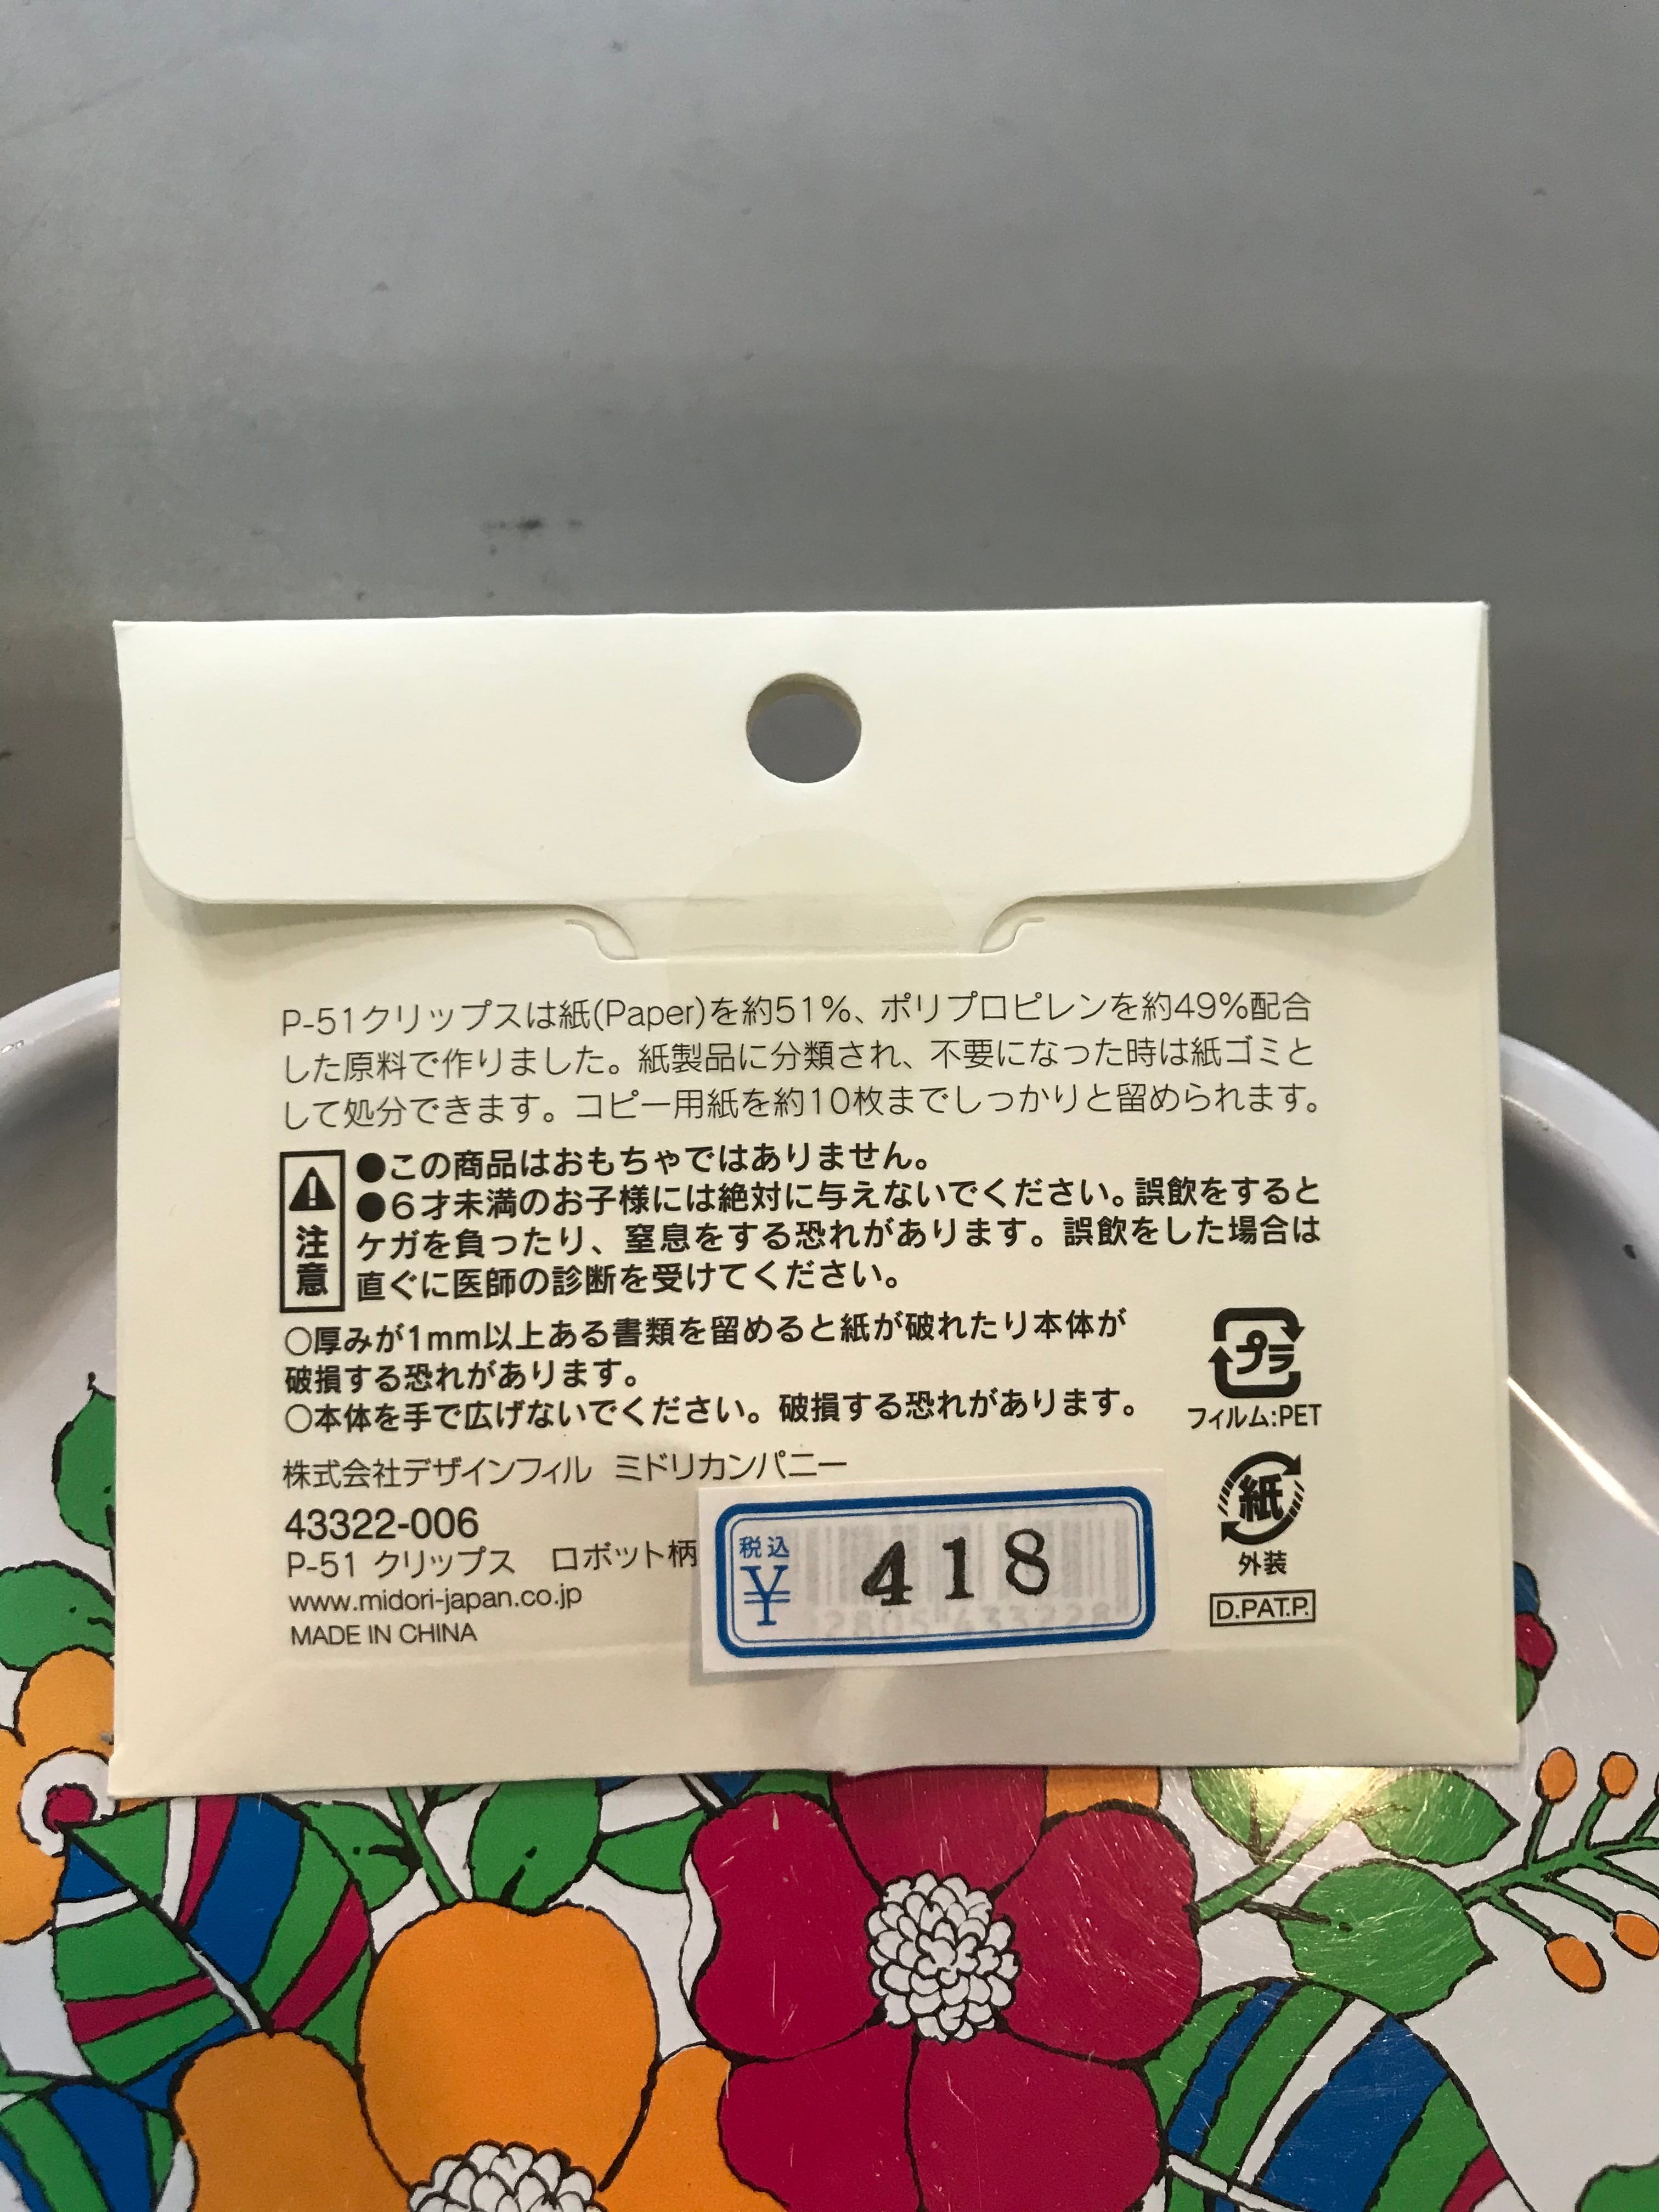 P-51クリップスは紙(Paper)を約51%、ポリプロピレンを約49%配合
した原料で作りました。紙製品に分類され、不要になった時は紙ゴミと
して処分できます。コピー用紙を約10枚までしっかりと留められます。
注意
●この商品はおもちゃではありません。
●6才未満のお子様には絶対に与えないでください。誤飲をすると
ケガを負ったり、窒息をする恐れがあります。誤飲をした場合は
直ぐに医師の診断を受けてください。
○厚みが1mm以上ある書類を留めると紙が破れたり本体が
破損する恐れがあります。
○本体を手で広げないでください。破損する恐れがあります。
プラ
フィルム:PET
紙
外装
D.PAT.P.
株式会社デザインフィル ミドリカンパニー
43322-006
P-51 クリップス ロボット柄
www.midori-japan.co.jp
MADE IN CHINA
税込
¥ 418